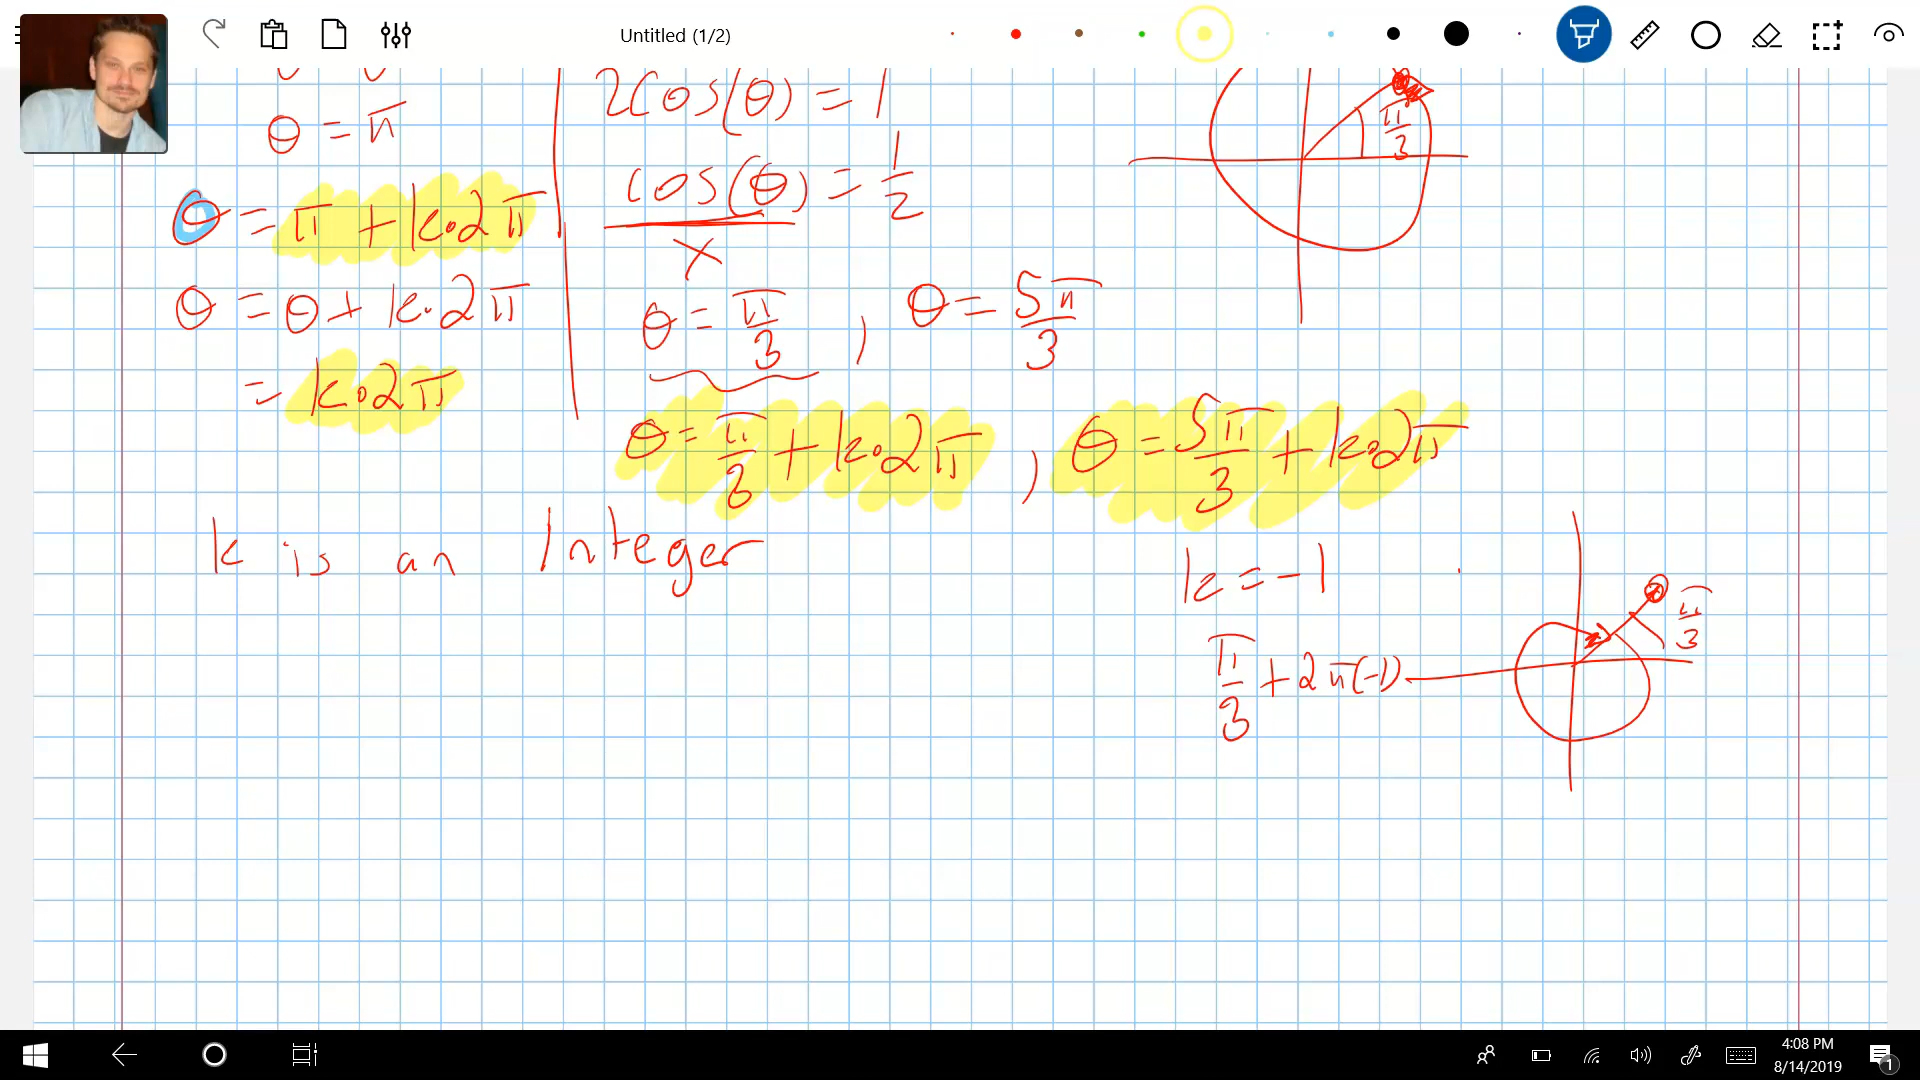 Untitled (1/2)
θ = π
θ = π + k·2π
θ = θ + k·2π
= k·2π
2cos(θ) = 1
cos(θ) = 1/2
x
θ = π/3 , θ = 5π/3
θ = π/3 + k·2π , θ = 5π/3 + k·2π
π/3
k is an Integer
k = -1
π/3 + 2π(-1)
π/3
4:08 PM
8/14/2019
1